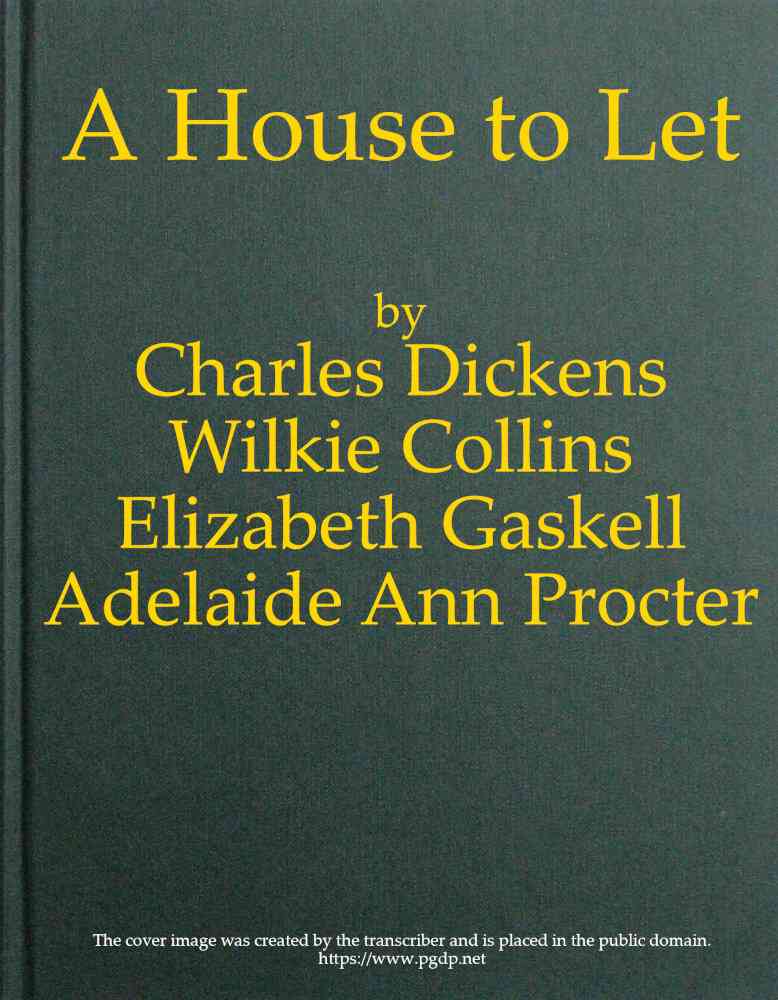 A House to Let
by
Charles Dickens
Wilkie Collins
Elizabeth Gaskell
Adelaide Ann Procter
The cover image was created by the transcriber and is placed in the public domain.
https://www.pgdp.net